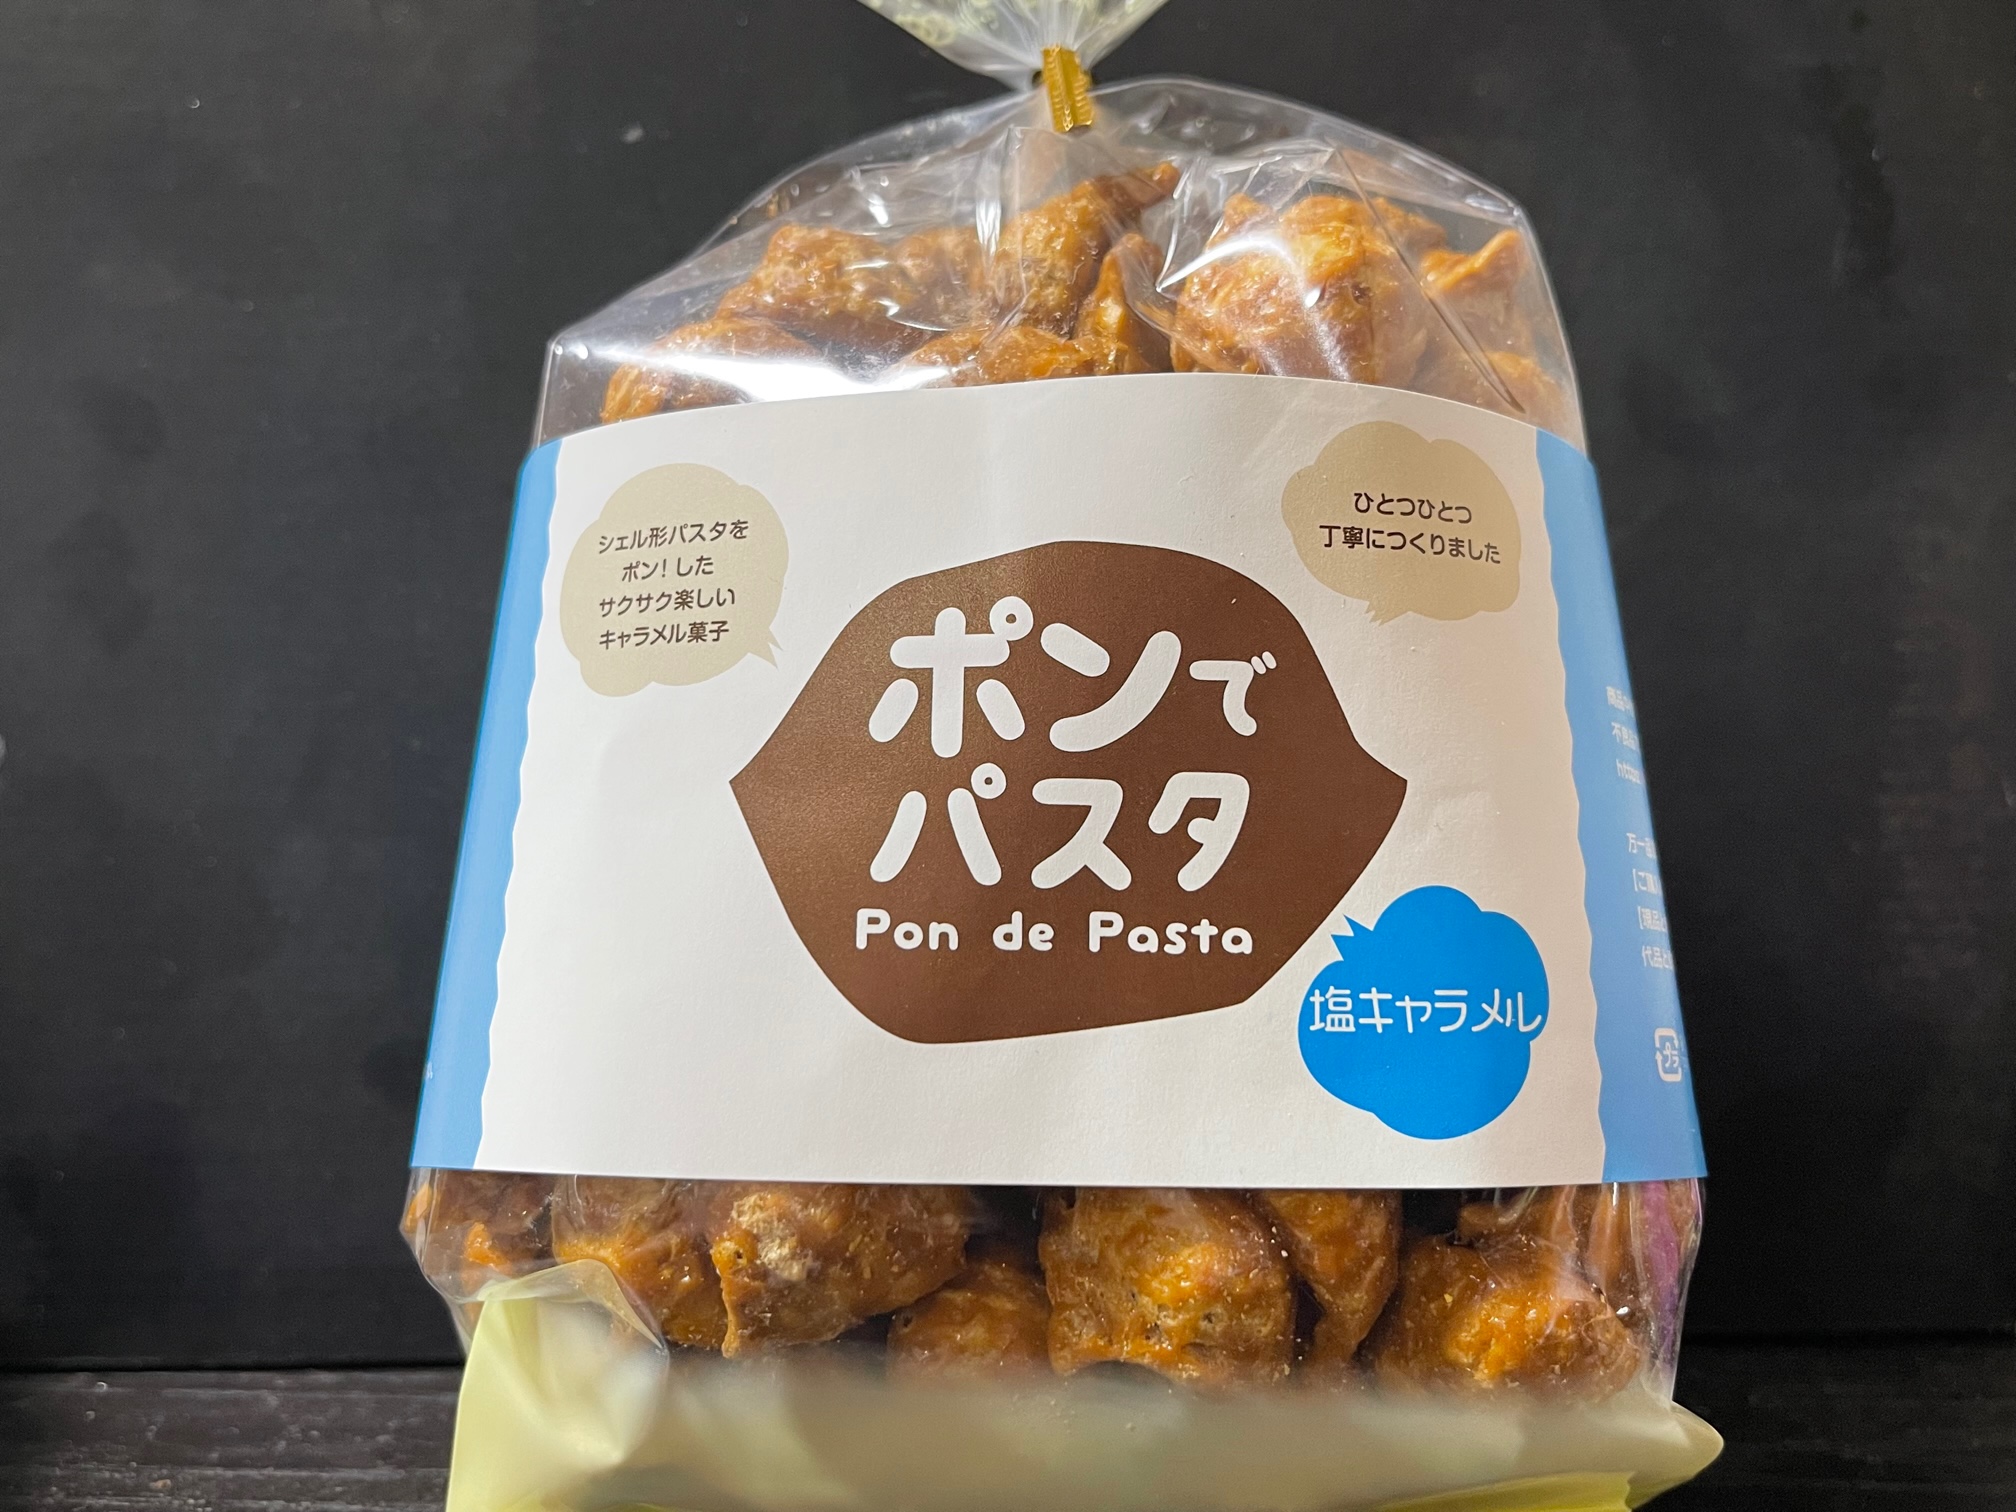 シェル形パスタを
ポン！した
サクサク楽しい
キャラメル菓子
ひとつひとつ
丁寧につくりました
ポンで
パスタ
Pon de Pasta
塩キャラメル
プラ